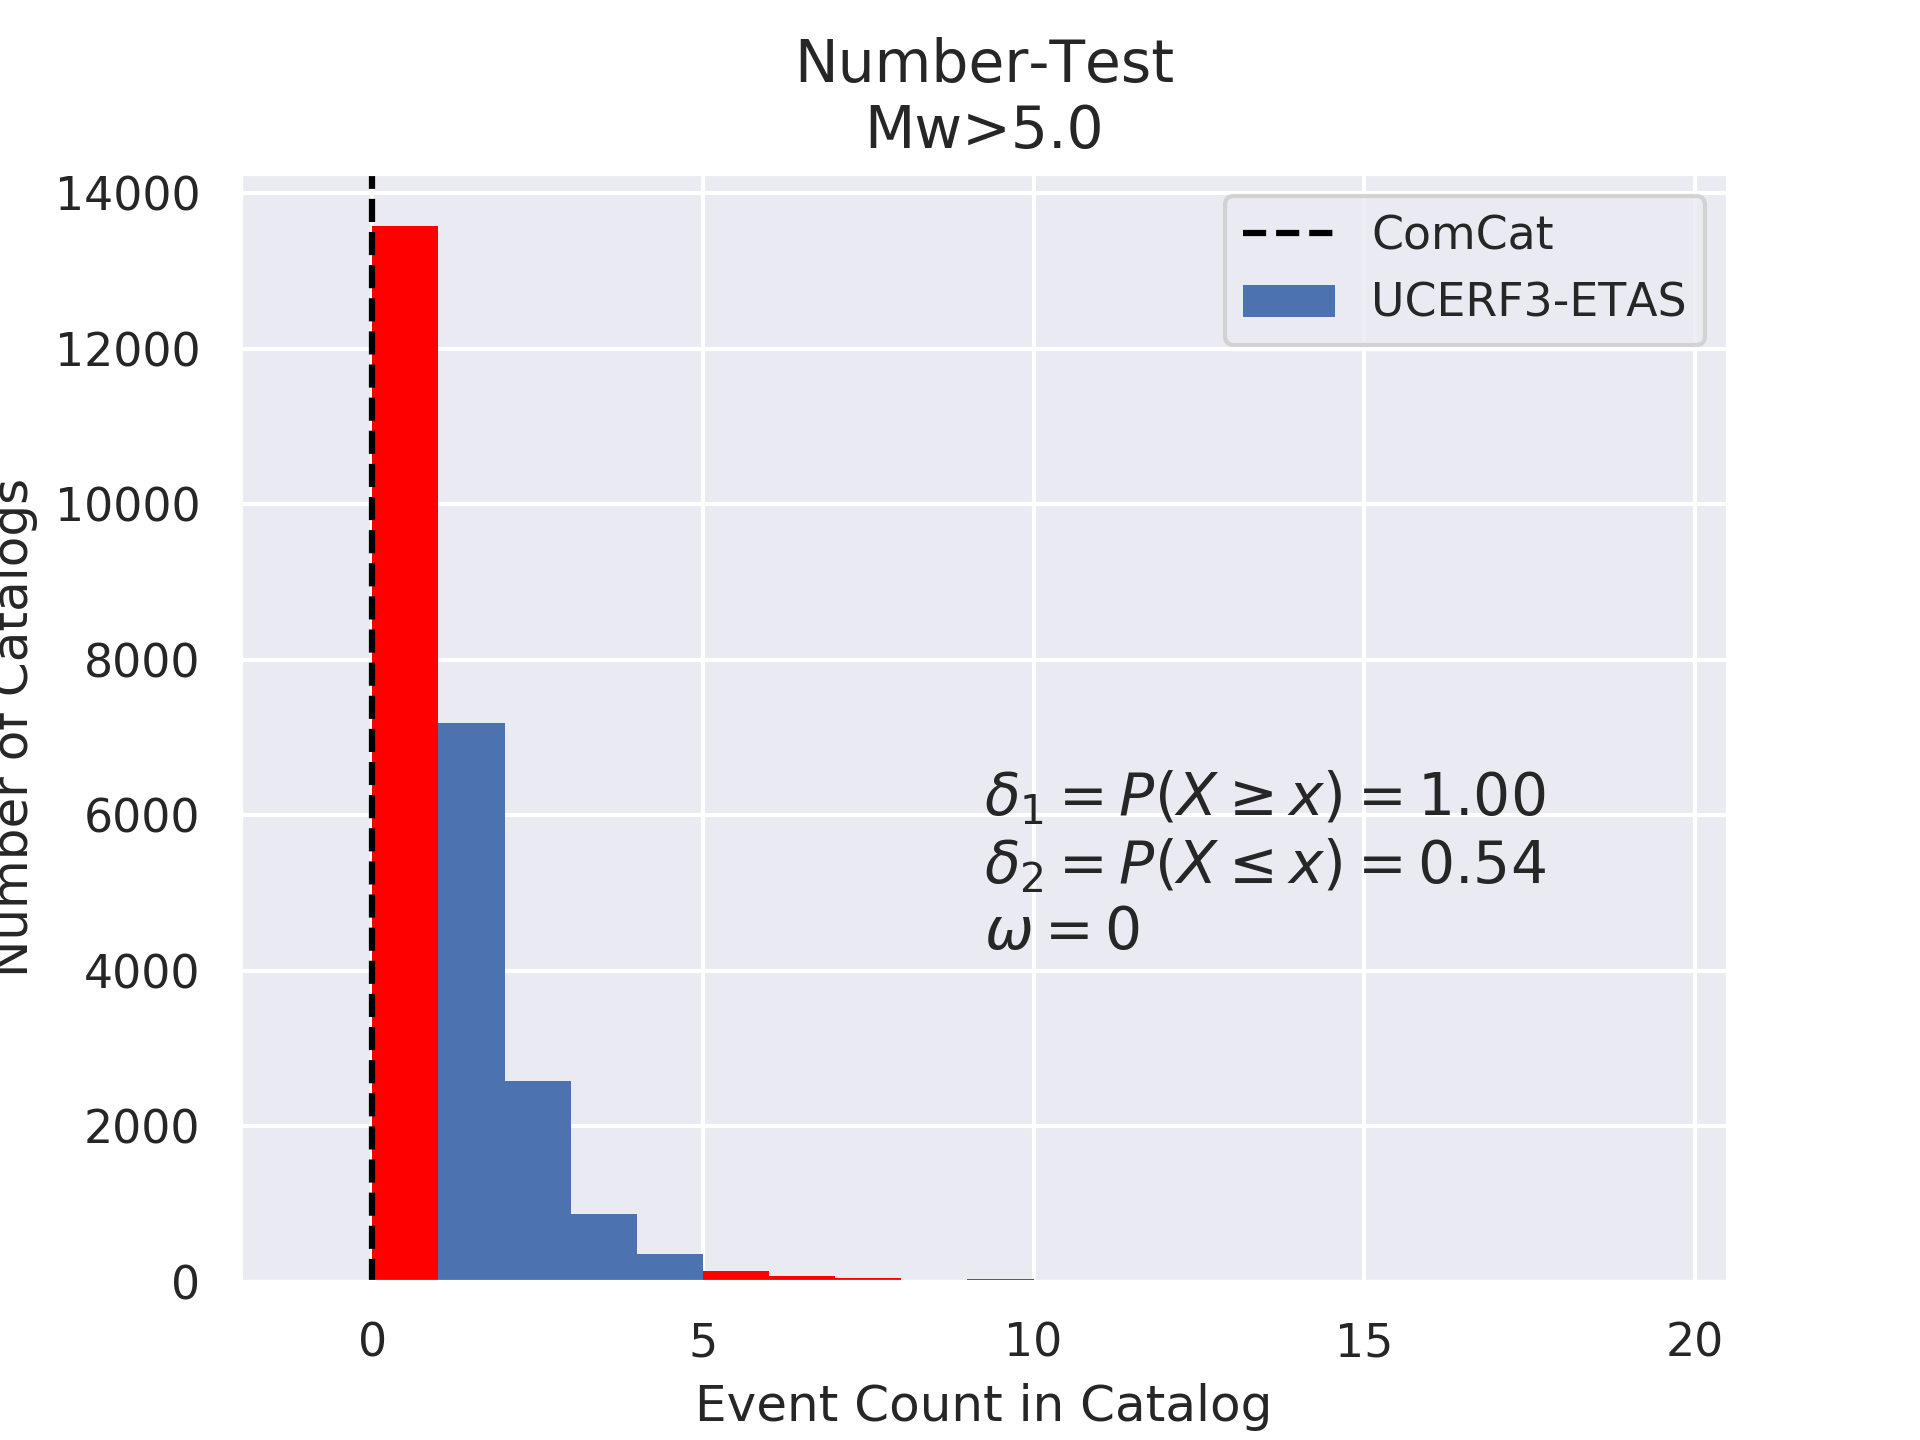 Number-Test
Mw>5.0
14000
12000
10000
8000
6000
4000
2000
0
Number of Catalogs
ComCat
UCERF3-ETAS
δ₁ = P(X ≥ x) = 1.00
δ₂ = P(X ≤ x) = 0.54
ω = 0
0 5 10 15 20
Event Count in Catalog